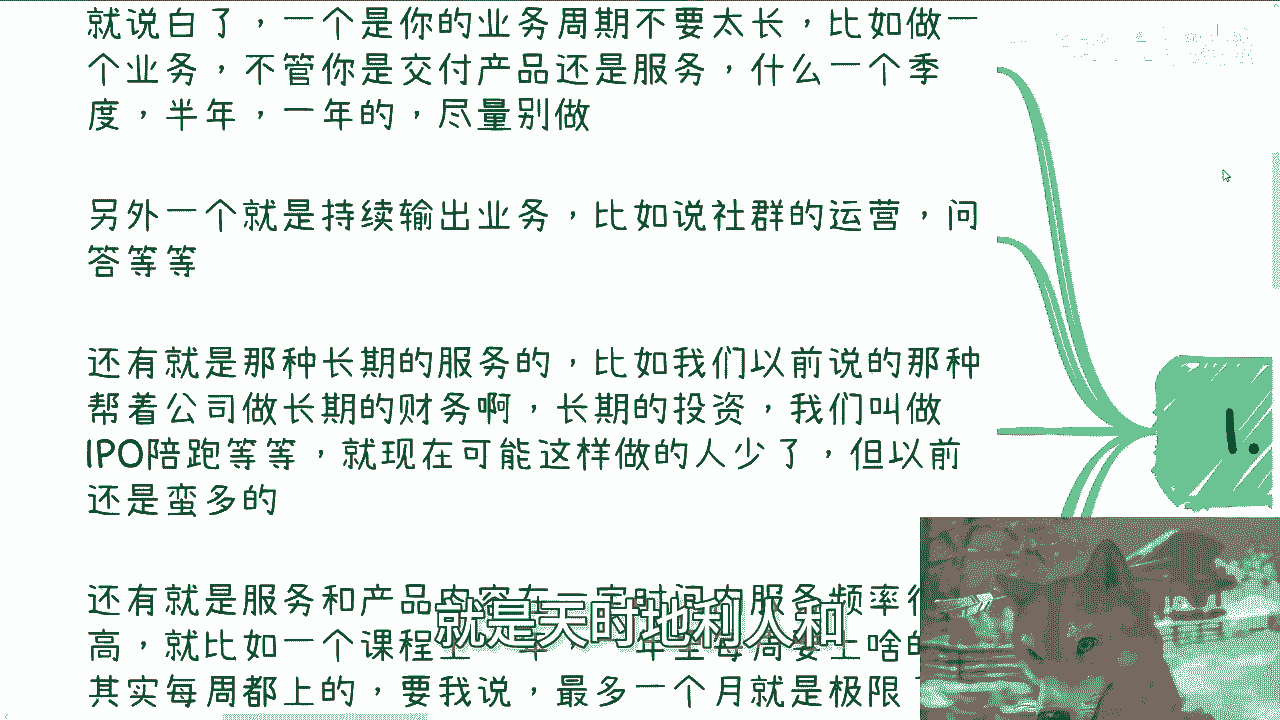 就说白了，一个是你的业务周期不要太长，比如做一
个业务，不管你是交付产品还是服务，什么一个季
度，半年，一年的，尽量别做
另外一个就是持续输出业务，比如说社群的运营，问
答等等
还有就是那种长期的服务的，比如我们以前说的那种
帮着公司做长期的财务啊，长期的投资，我们叫做
IPO陪跑等等，就现在可能这样做的人少了，但以前
还是蛮多的
1.
还有就是服务和产品内容在一定时间内服务频率很
高，就比如一个课程上一年，一年里每周要上啥的
其实每周都上的，要我说，最多一个月就是极限了
就是天时地利人和